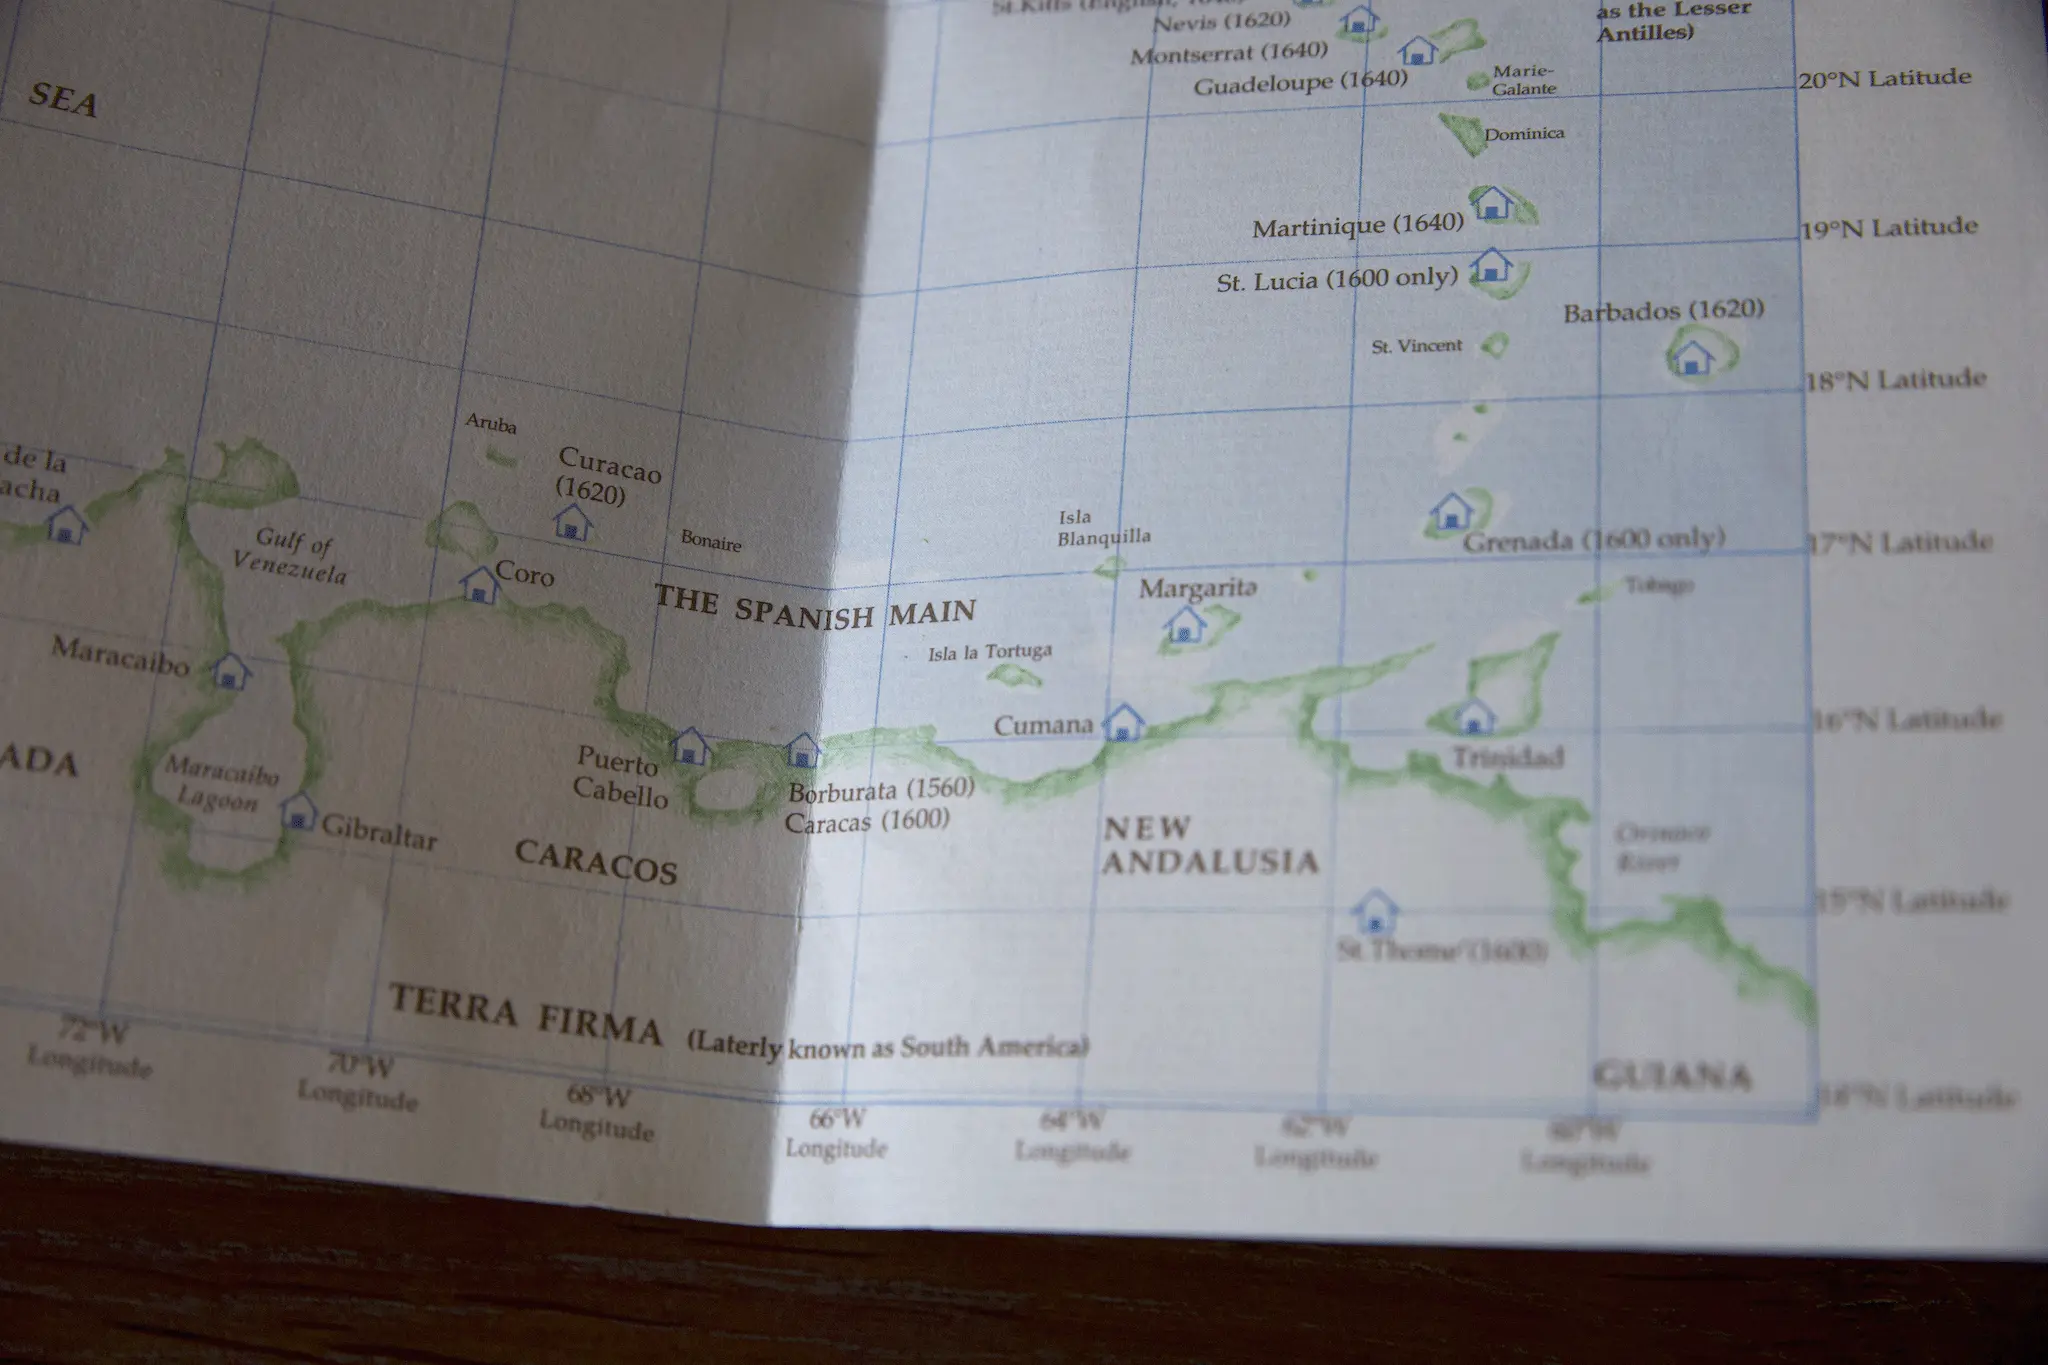 Nevis (1620)
Montserrat (1640)
Guadeloupe (1640)
as the Lesser
Antilles)
Marie-
Galante
20°N Latitude
SEA
Dominica
Martinique (1640)
19°N Latitude
St. Lucia (1600 only)
Barbados (1620)
St. Vincent
18°N Latitude
Aruba
Curacao
(1620)
de la
acha
Gulf of
Venezuela
Bonaire
Isla
Blanquilla
Grenada (1600 only)
17°N Latitude
Coro
THE SPANISH MAIN
Margarita
Tobago
Maracaibo
Isla la Tortuga
Cumana
16°N Latitude
Trinidad
ADA
Maracaibo
Lagoon
Puerto
Cabello
Borburata (1560)
Caracas (1600)
Gibraltar
CARACOS
NEW
ANDALUSIA
Orinoco
River
15°N Latitude
St. Thome (1600)
TERRA FIRMA (Laterly known as South America)
GUIANA
Latitude
72°W
Longitude
70°W
Longitude
68°W
Longitude
66°W
Longitude
64°W
Longitude
62°W
Longitude
60°W
Longitude